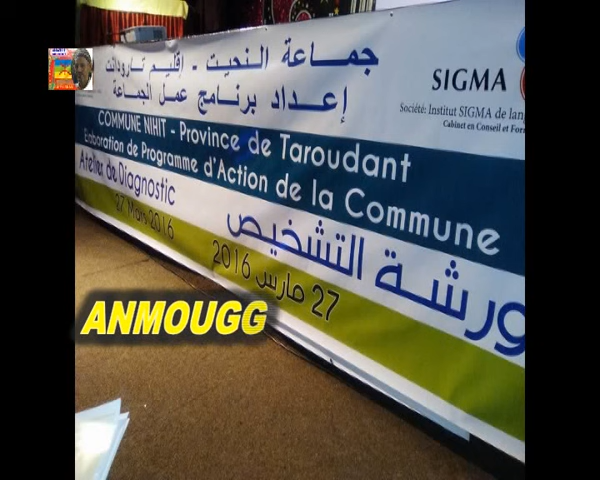 جماعة النحيت - إقليم تارودانت
إعداد برنامج عمل الجماعة
SIGMA
Société: Institut SIGMA de lan
Cabinet en Conseil et For
COMMUNE NIHIT - Province de Taroudant
Elaboration de Programme d'Action de la Commune
Atelier de Diagnostic
27 Mars 2016
ورشة التشخيص
27 مارس 2016
ANMOUGG